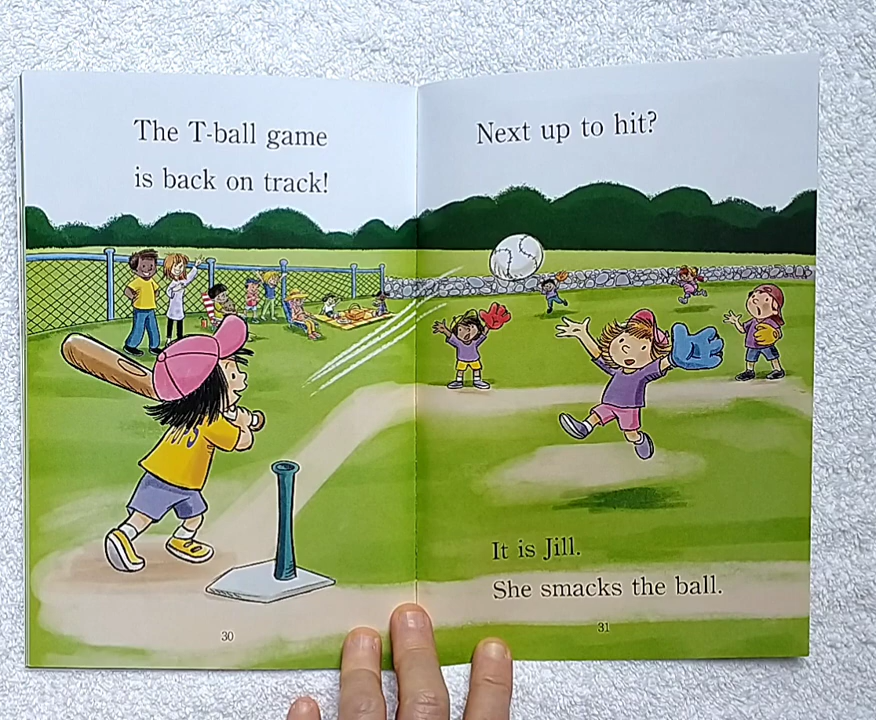 The T-ball game
is back on track!
30
Next up to hit?
It is Jill.
She smacks the ball.
31